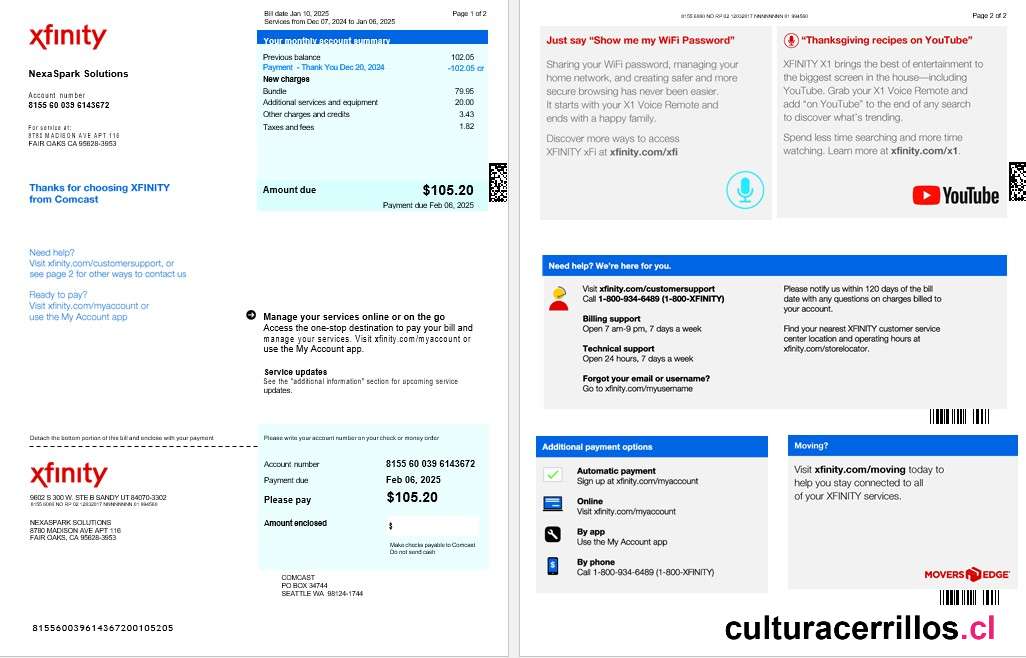 Bill date Jan 10, 2025
Services from Dec 07, 2024 to Jan 06, 2025
Page 1 of 2
xfinity
Your monthly account summary
NexaSpark Solutions
Previous balance 102.05
Payment - Thank You Dec 20, 2024 -102.05 cr
New charges
Bundle 79.95
Additional services and equipment 20.00
Other charges and credits 3.43
Taxes and fees 1.82
Account number
8155 60 039 6143672
For service at:
8780 MADISON AVE APT 116
FAIR OAKS CA 95628-3953
Thanks for choosing XFINITY
from Comcast
Amount due $105.20
Payment due Feb 06, 2025
Need help?
Visit xfinity.com/customersupport, or
see page 2 for other ways to contact us
Ready to pay?
Visit xfinity.com/myaccount or
use the My Account app
Manage your services online or on the go
Access the one-stop destination to pay your bill and
manage your services. Visit xfinity.com/myaccount or
use the My Account app.
Service updates
See the "additional information" section for upcoming service
updates.
Detach the bottom portion of this bill and enclose with your payment
Please write your account number on your check or money order
xfinity
9602 S 300 W. STE B SANDY UT 84070-3302
NEXASPARK SOLUTIONS
8780 MADISON AVE APT 116
FAIR OAKS, CA 95628-3953
Account number 8155 60 039 6143672
Payment due Feb 06, 2025
Please pay $105.20
Amount enclosed $
Make checks payable to Comcast
Do not send cash
COMCAST
PO BOX 34744
SEATTLE WA 98124-1744
8155600396143672001​05205
Page 2 of 2
Just say “Show me my WiFi Password”
Sharing your WiFi password, managing your
home network, and creating safer and more
secure browsing has never been easier.
It starts with your X1 Voice Remote and
ends with a happy family.
Discover more ways to access
XFINITY xFi at xfinity.com/xfi
“Thanksgiving recipes on YouTube”
XFINITY X1 brings the best of entertainment to
the biggest screen in the house—including
YouTube. Grab your X1 Voice Remote and
add “on YouTube” to the end of any search
to discover what’s trending.
Spend less time searching and more time
watching. Learn more at xfinity.com/x1.
YouTube
Need help? We’re here for you.
Visit xfinity.com/customersupport
Call 1-800-934-6489 (1-800-XFINITY)
Billing support
Open 7 am-9 pm, 7 days a week
Technical support
Open 24 hours, 7 days a week
Forgot your email or username?
Go to xfinity.com/myusername
Please notify us within 120 days of the bill
date with any questions on charges billed to
your account.
Find your nearest XFINITY customer service
center location and operating hours at
xfinity.com/storelocator.
Additional payment options
Automatic payment
Sign up at xfinity.com/myaccount
Online
Visit xfinity.com/myaccount
By app
Use the My Account app
By phone
Call 1-800-934-6489 (1-800-XFINITY)
Moving?
Visit xfinity.com/moving today to
help you stay connected to all
of your XFINITY services.
MOVERS EDGE
culturacerrillos.cl